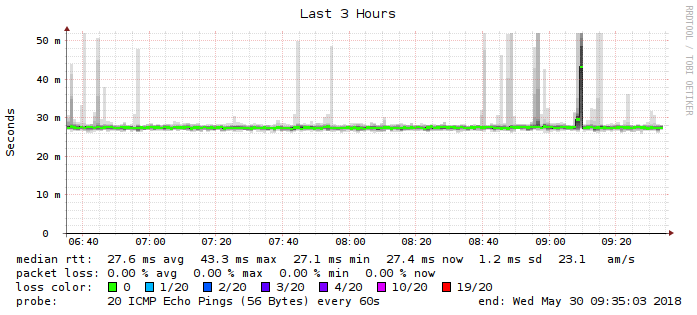 Last 3 Hours
RRDTOOL / TOBI OETIKER
Seconds
50 m
40 m
30 m
20 m
10 m
0
06:40 07:00 07:20 07:40 08:00 08:20 08:40 09:00 09:20
median rtt: 27.6 ms avg 43.3 ms max 27.1 ms min 27.4 ms now 1.2 ms sd 23.1 am/s
packet loss: 0.00 % avg 0.00 % max 0.00 % min 0.00 % now
loss color: 0 1/20 2/20 3/20 4/20 10/20 19/20
probe: 20 ICMP Echo Pings (56 Bytes) every 60s end: Wed May 30 09:35:03 2018